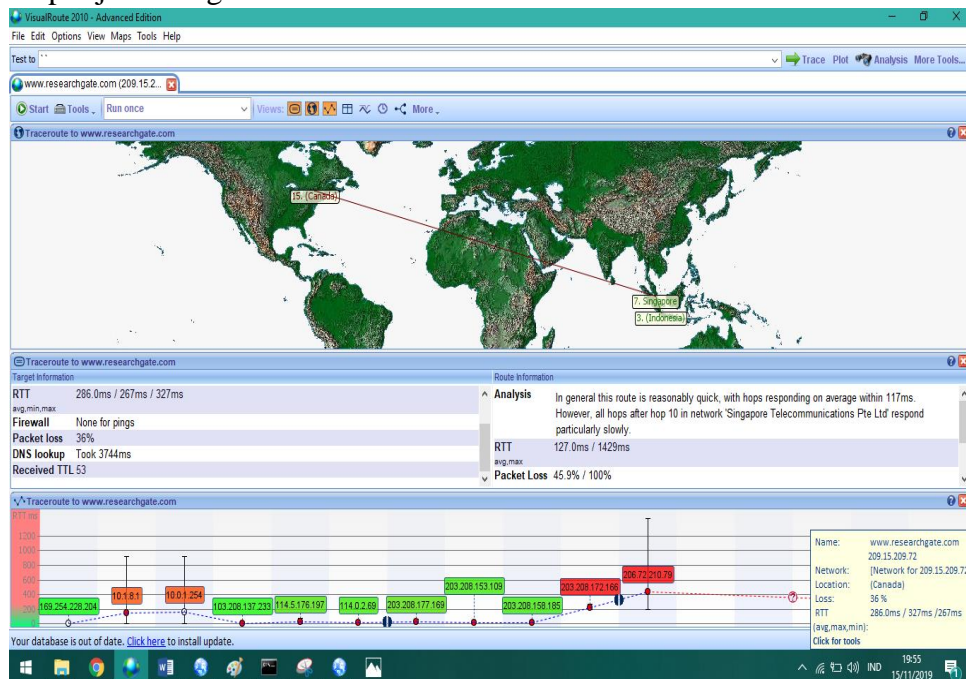 VisualRoute 2010 - Advanced Edition
File Edit Options View Maps Tools Help
Test to ``
Trace Plot Analysis More Tools...
www.researchgate.com (209.15.2...
Start Tools Run once Views: More
Traceroute to www.researchgate.com
15. (Canada)
7. Singapore
3. (Indonesia)
Traceroute to www.researchgate.com
Target Information
RTT 286.0ms / 267ms / 327ms
avg,min,max
Firewall None for pings
Packet loss 36%
DNS lookup Took 3744ms
Received TTL 53
Route Information
Analysis In general this route is reasonably quick, with hops responding on average within 117ms.
However, all hops after hop 10 in network 'Singapore Telecommunications Pte Ltd' respond
particularly slowly.
RTT 127.0ms / 1429ms
avg,max
Packet Loss 45.9% / 100%
Traceroute to www.researchgate.com
RTT ms
1200
1000
800
600
400
200
0
169.254.228.204
10.1.8.1
10.0.1.254
103.208.137.233
114.5.176.197
114.0.2.69
203.208.177.169
203.208.153.109
203.208.158.185
203.208.172.166
206.72.210.79
?
Name: www.researchgate.com
209.15.209.72
Network: [Network for 209.15.209.72
Location: (Canada)
Loss: 36 %
RTT 286.0ms / 327ms /267ms
(avg,max,min):
Click for tools
Your database is out of date. Click here to install update.
IND
19:55
15/11/2019